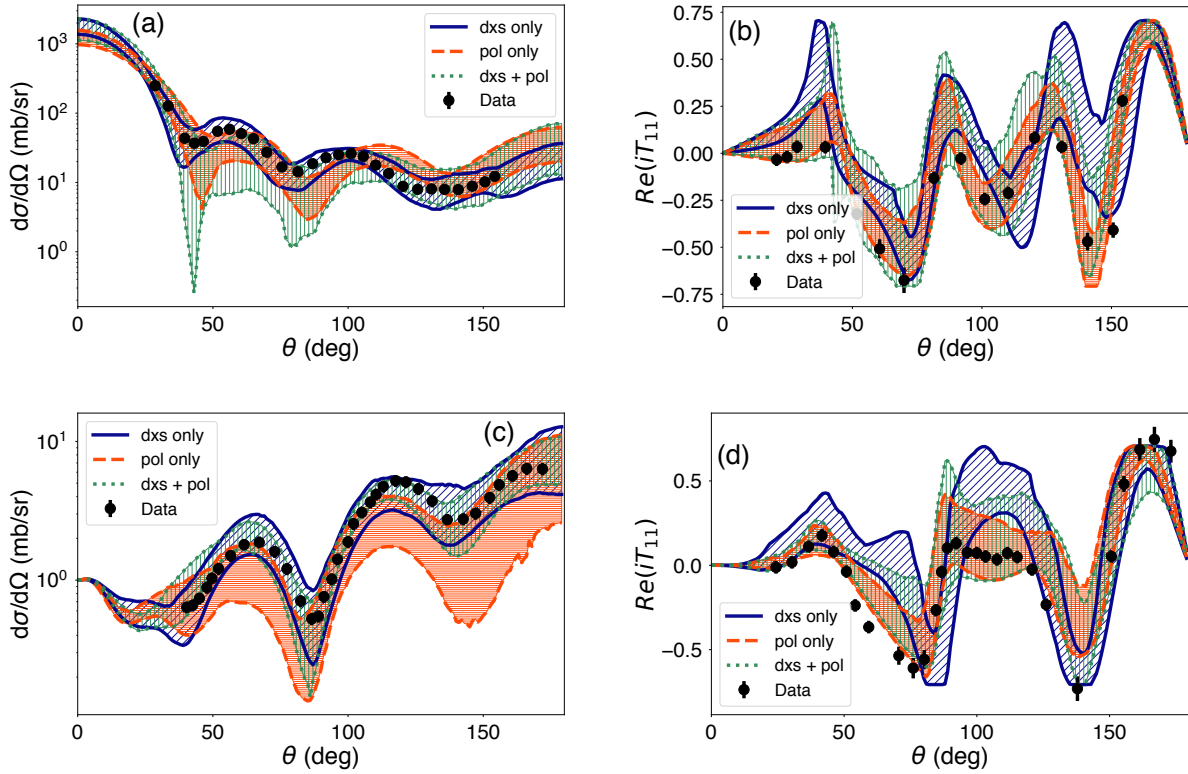 (a)
dσ/dΩ (mb/sr)
10³
10²
10¹
10⁰
dxs only
pol only
dxs + pol
Data
0 50 100 150
θ (deg)
(b)
Re(iT₁₁)
0.75
0.50
0.25
0.00
−0.25
−0.50
−0.75
dxs only
pol only
dxs + pol
Data
0 50 100 150
θ (deg)
(c)
dσ/dΩ (mb/sr)
10¹
10⁰
dxs only
pol only
dxs + pol
Data
0 50 100 150
θ (deg)
(d)
Re(iT₁₁)
0.5
0.0
−0.5
dxs only
pol only
dxs + pol
Data
0 50 100 150
θ (deg)